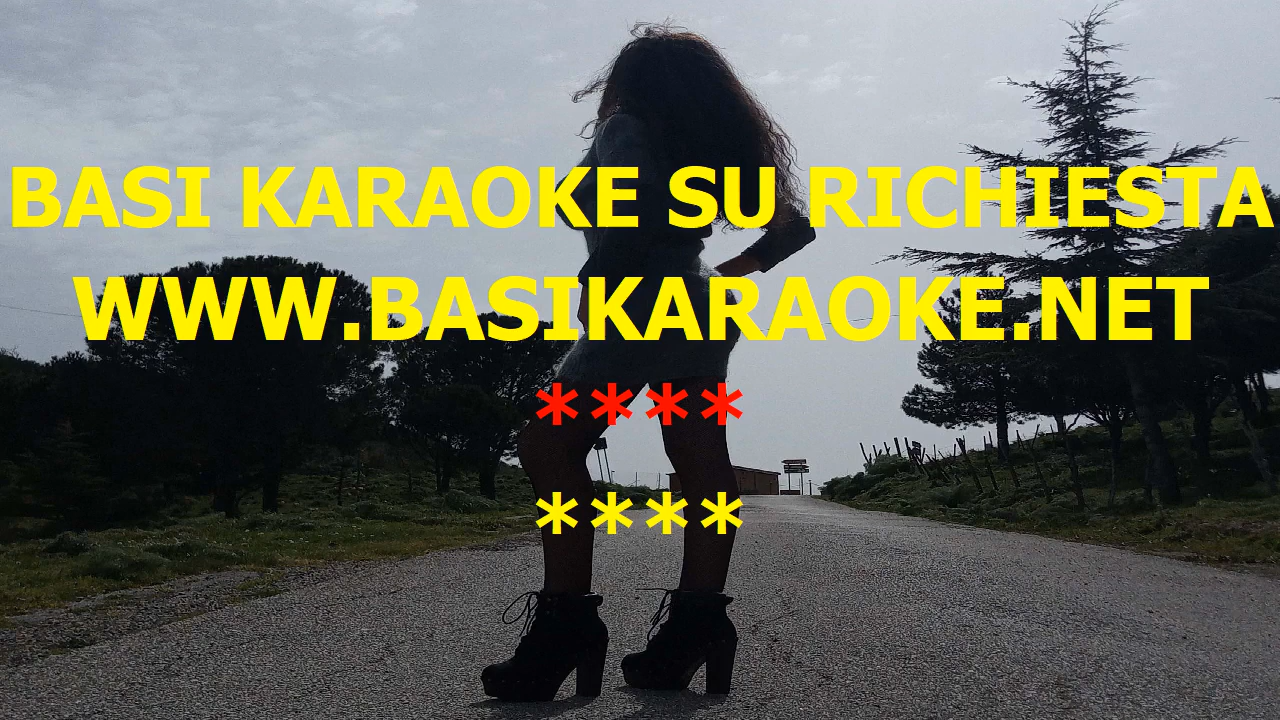 BASI KARAOKE SU RICHIESTA
WWW.BASIKARAOKE.NET
****
****